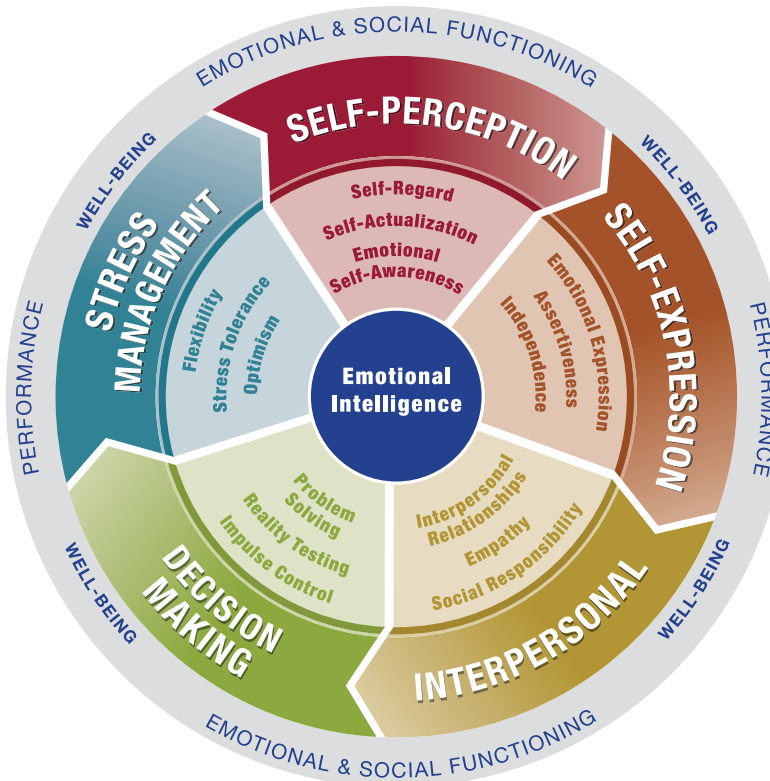 EMOTIONAL & SOCIAL FUNCTIONING
WELL-BEING
WELL-BEING
PERFORMANCE
PERFORMANCE
WELL-BEING
WELL-BEING
EMOTIONAL & SOCIAL FUNCTIONING
SELF-PERCEPTION
Self-Regard
Self-Actualization
Emotional
Self-Awareness
SELF-EXPRESSION
Emotional Expression
Assertiveness
Independence
INTERPERSONAL
Interpersonal
Relationships
Empathy
Social Responsibility
DECISION
MAKING
Problem
Solving
Reality Testing
Impulse Control
STRESS
MANAGEMENT
Flexibility
Stress Tolerance
Optimism
Emotional
Intelligence